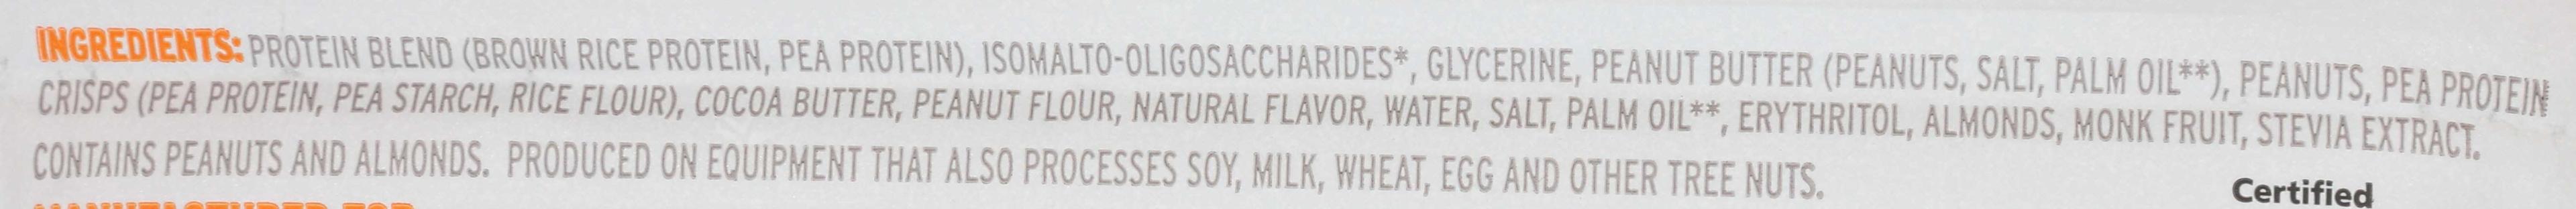 INGREDIENTS: PROTEIN BLEND (BROWN RICE PROTEIN, PEA PROTEIN), ISOMALTO-OLIGOSACCHARIDES*, GLYCERINE, PEANUT BUTTER (PEANUTS, SALT, PALM OIL**), PEANUTS, PEA PROTEIN
CRISPS (PEA PROTEIN, PEA STARCH, RICE FLOUR), COCOA BUTTER, PEANUT FLOUR, NATURAL FLAVOR, WATER, SALT, PALM OIL**, ERYTHRITOL, ALMONDS, MONK FRUIT, STEVIA EXTRACT.
CONTAINS PEANUTS AND ALMONDS. PRODUCED ON EQUIPMENT THAT ALSO PROCESSES SOY, MILK, WHEAT, EGG AND OTHER TREE NUTS.
Certified